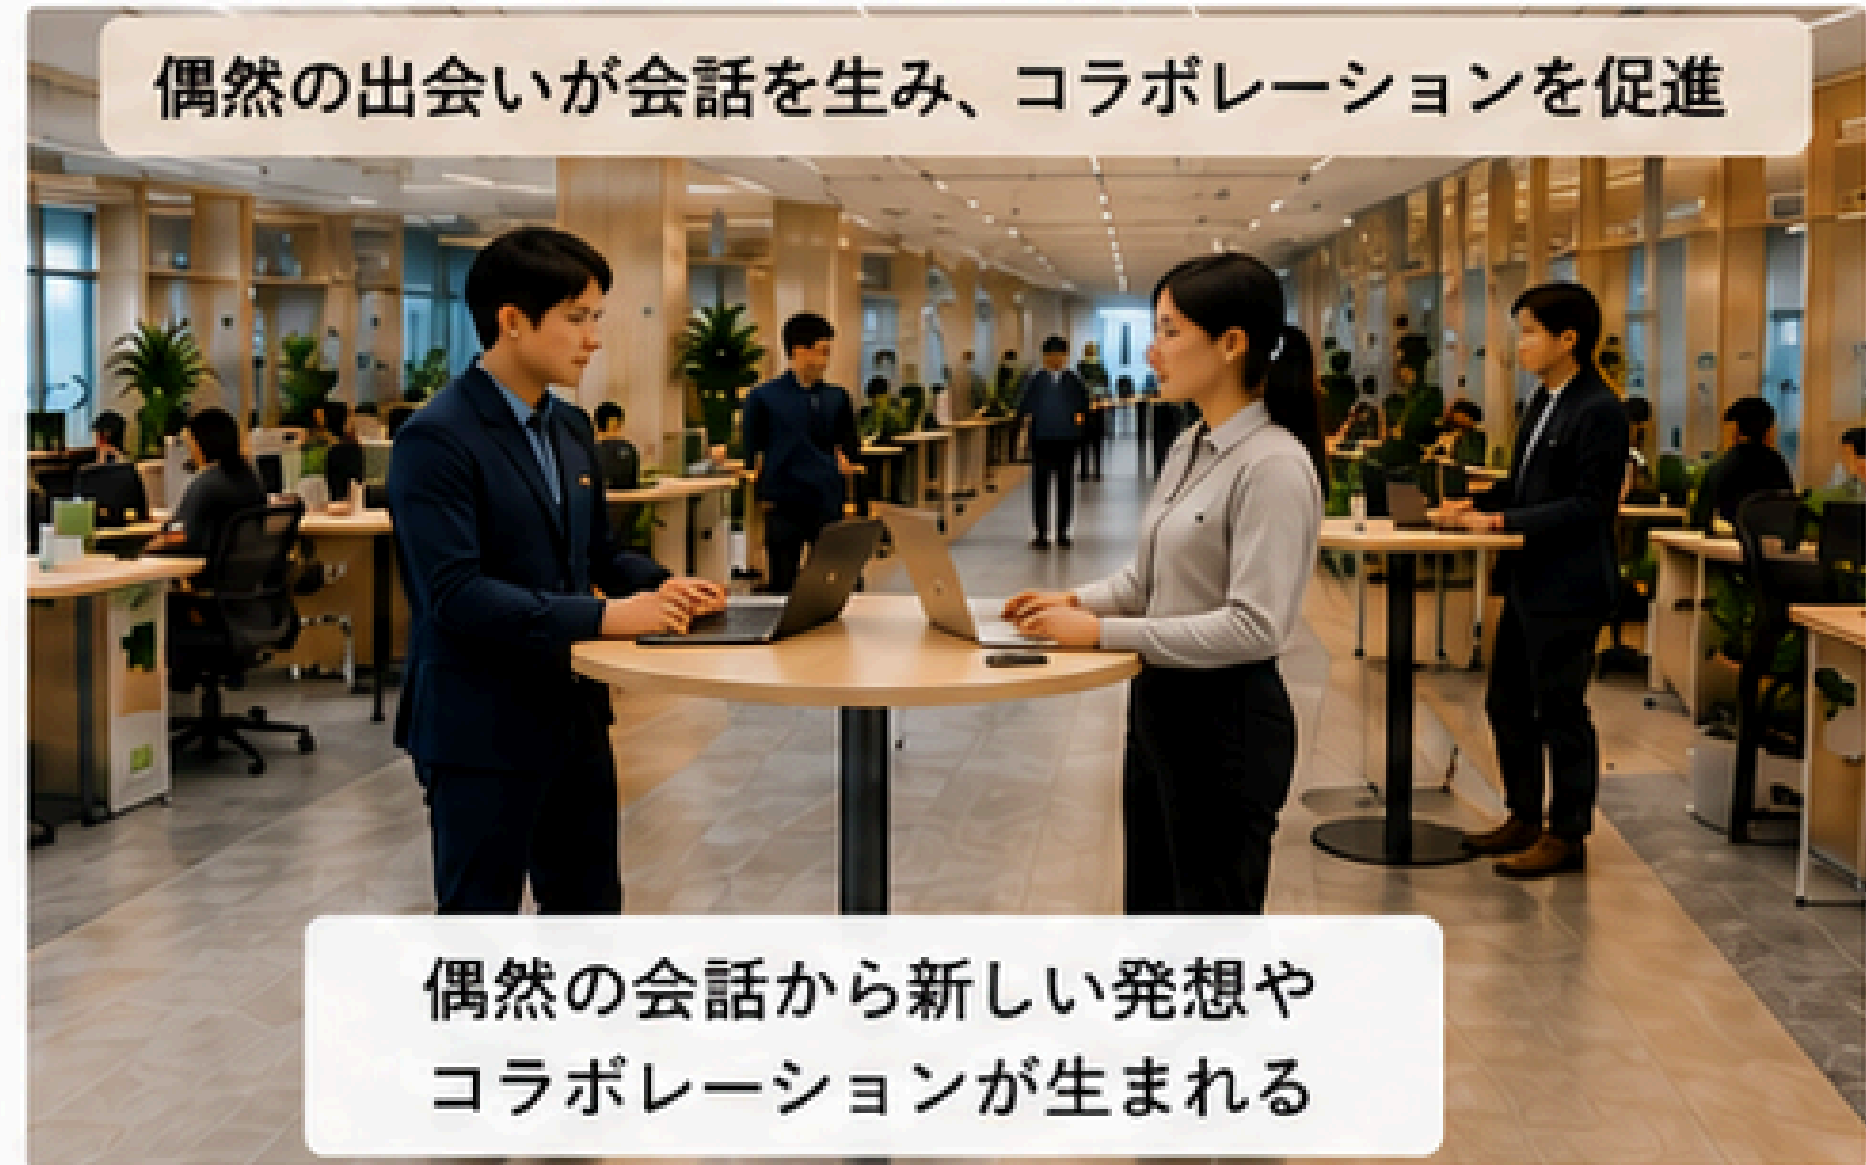 偶然の出会いが会話を生み、コラボレーションを促進
偶然の会話から新しい発想や
コラボレーションが生まれる